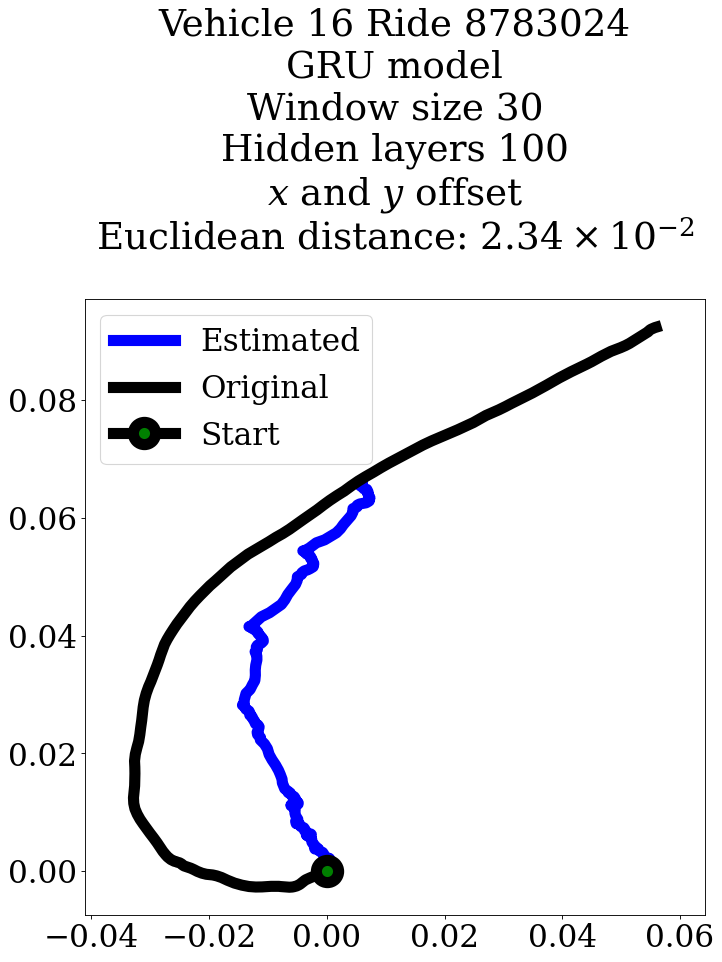 Vehicle 16 Ride 8783024
GRU model
Window size 30
Hidden layers 100
x and y offset
Euclidean distance: 2.34 × 10⁻²
Estimated
Original
Start
0.08
0.06
0.04
0.02
0.00
−0.04 −0.02 0.00 0.02 0.04 0.06